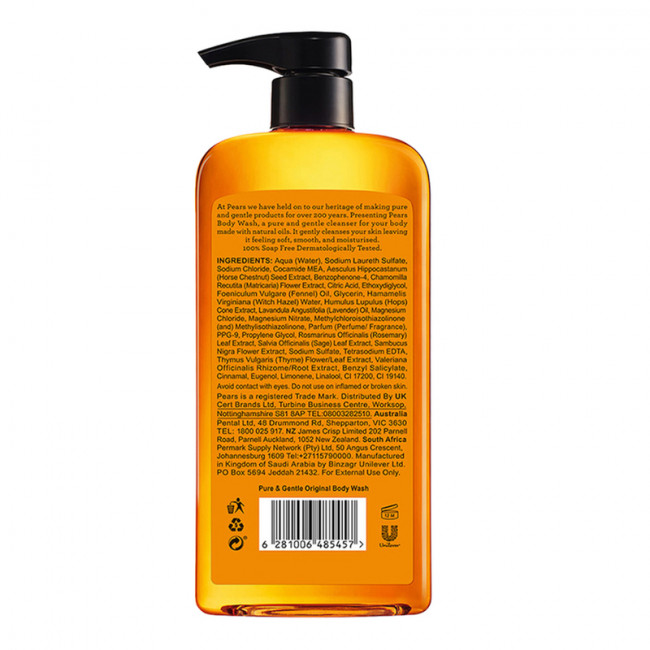 At Pears we have held on to our heritage of making pure
and gentle products for over 200 years. Presenting Pears
Body Wash, a pure and gentle cleanser for your body
made with natural oils. It gently cleanses your skin leaving
it feeling soft, smooth, and moisturised.
100% Soap Free Dermatologically Tested.
INGREDIENTS: Aqua (Water), Sodium Laureth Sulfate,
Sodium Chloride, Cocamide MEA, Aesculus Hippocastanum
(Horse Chestnut) Seed Extract, Benzophenone-4, Chamomilla
Recutita (Matricaria) Flower Extract, Citric Acid, Ethoxydiglycol,
Foeniculum Vulgare (Fennel) Oil, Glycerin, Hamamelis
Virginiana (Witch Hazel) Water, Humulus Lupulus (Hops)
Cone Extract, Lavandula Angustifolia (Lavender) Oil, Magnesium
Chloride, Magnesium Nitrate, Methylchloroisothiazolinone
(and) Methylisothiazolinone, Parfum (Perfume/ Fragrance),
PPG-9, Propylene Glycol, Rosmarinus Officinalis (Rosemary)
Leaf Extract, Salvia Officinalis (Sage) Leaf Extract, Sambucus
Nigra Flower Extract, Sodium Sulfate, Tetrasodium EDTA,
Thymus Vulgaris (Thyme) Flower/Leaf Extract, Valeriana
Officinalis Rhizome/Root Extract, Benzyl Salicylate,
Cinnamal, Eugenol, Limonene, Linalool, CI 17200, CI 19140.
Avoid contact with eyes. Do not use on inflamed or broken skin.
Pears is a registered Trade Mark. Distributed By UK
Cert Brands Ltd, Turbine Business Centre, Worksop,
Nottinghamshire S81 8AP TEL:08003282510, Australia
Pental Ltd, 48 Drummond Rd, Shepparton, VIC 3630
TEL: 1800 025 917. NZ James Crisp Limited 202 Parnell
Road, Parnell Auckland, 1052 New Zealand. South Africa
Permark Supply Network (Pty) Ltd, 50 Angus Crescent,
Johannesburg 1609 Tel:+27115790000. Manufactured
in Kingdom of Saudi Arabia by Binzagr Unilever Ltd.
PO Box 5694 Jeddah 21432. For External Use Only.
Pure & Gentle Original Body Wash
12 M
6 281006 485457 >
Unilever